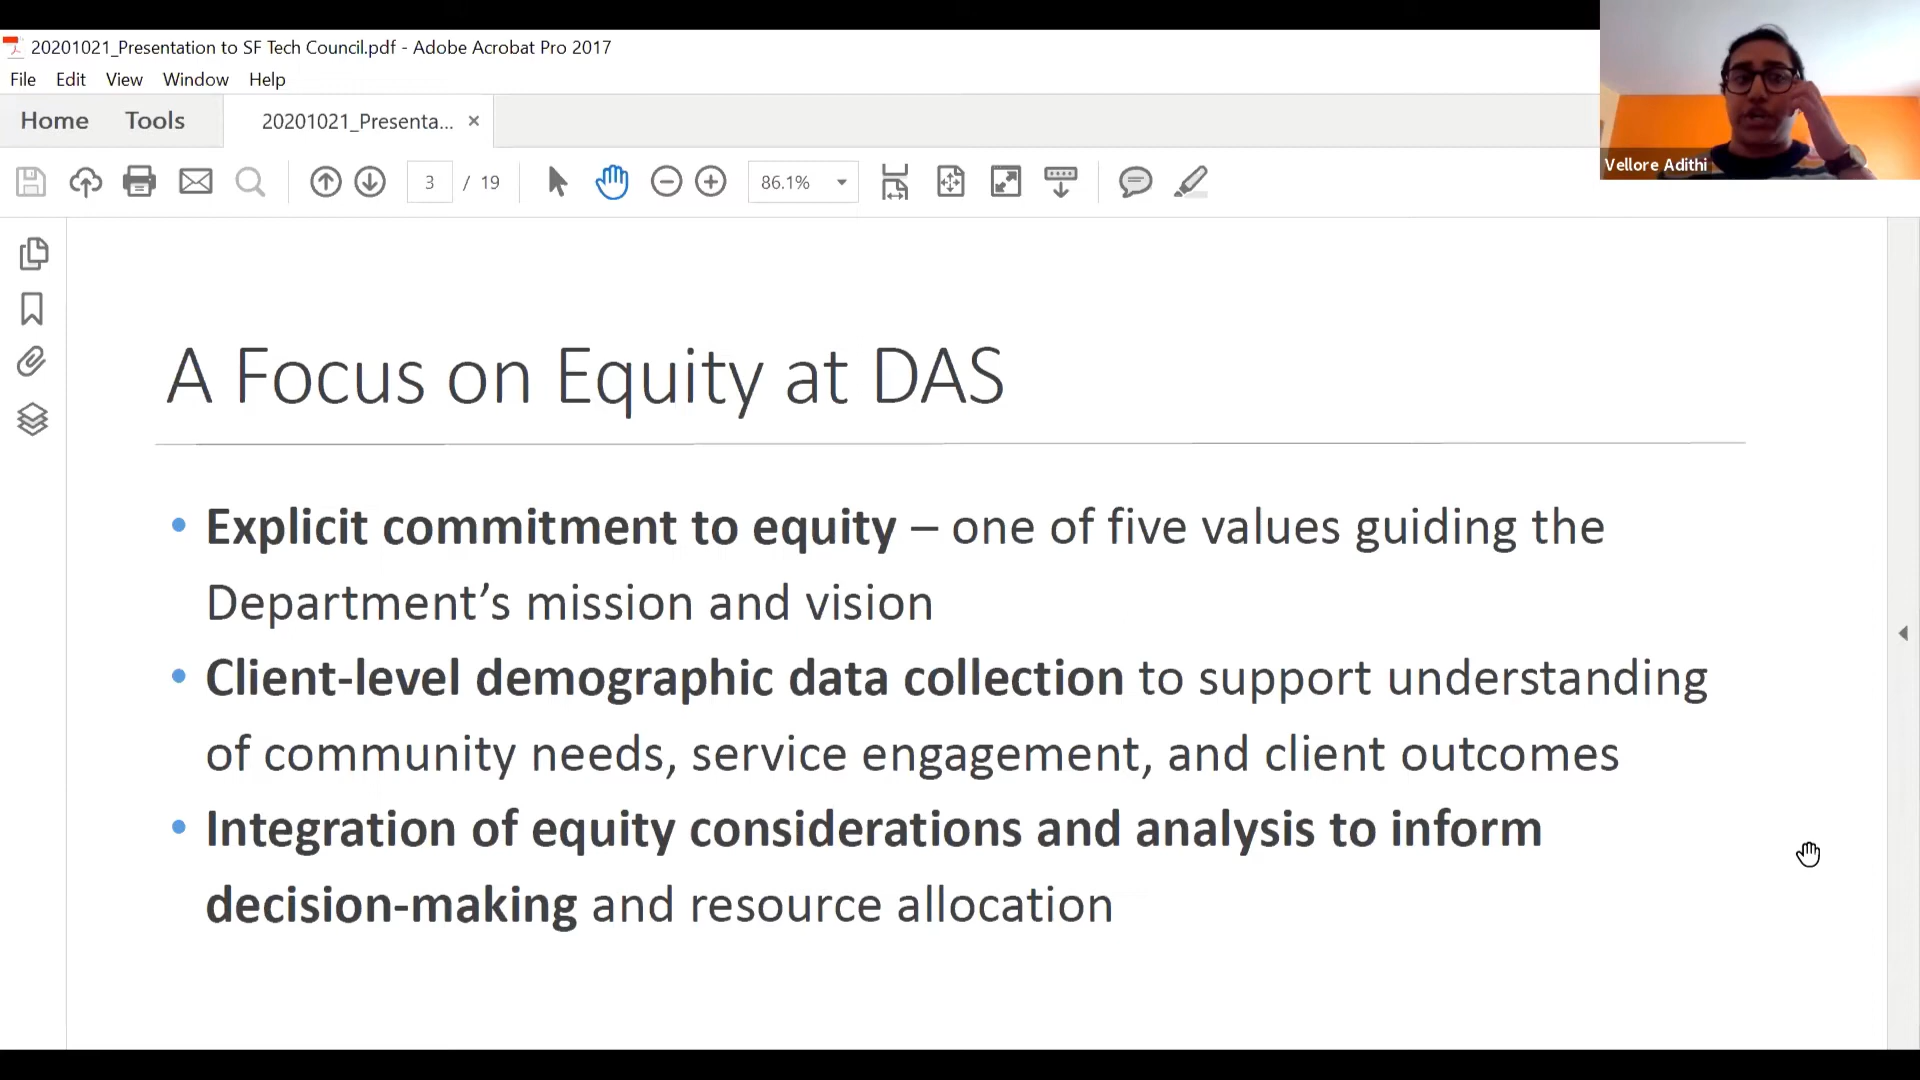 20201021_Presentation to SF Tech Council.pdf - Adobe Acrobat Pro 2017
File Edit View Window Help
Home Tools 20201021_Presenta... ×
3 / 19 86.1%
Vellore Adithi
A Focus on Equity at DAS
• Explicit commitment to equity – one of five values guiding the
Department’s mission and vision
• Client-level demographic data collection to support understanding
of community needs, service engagement, and client outcomes
• Integration of equity considerations and analysis to inform
decision-making and resource allocation